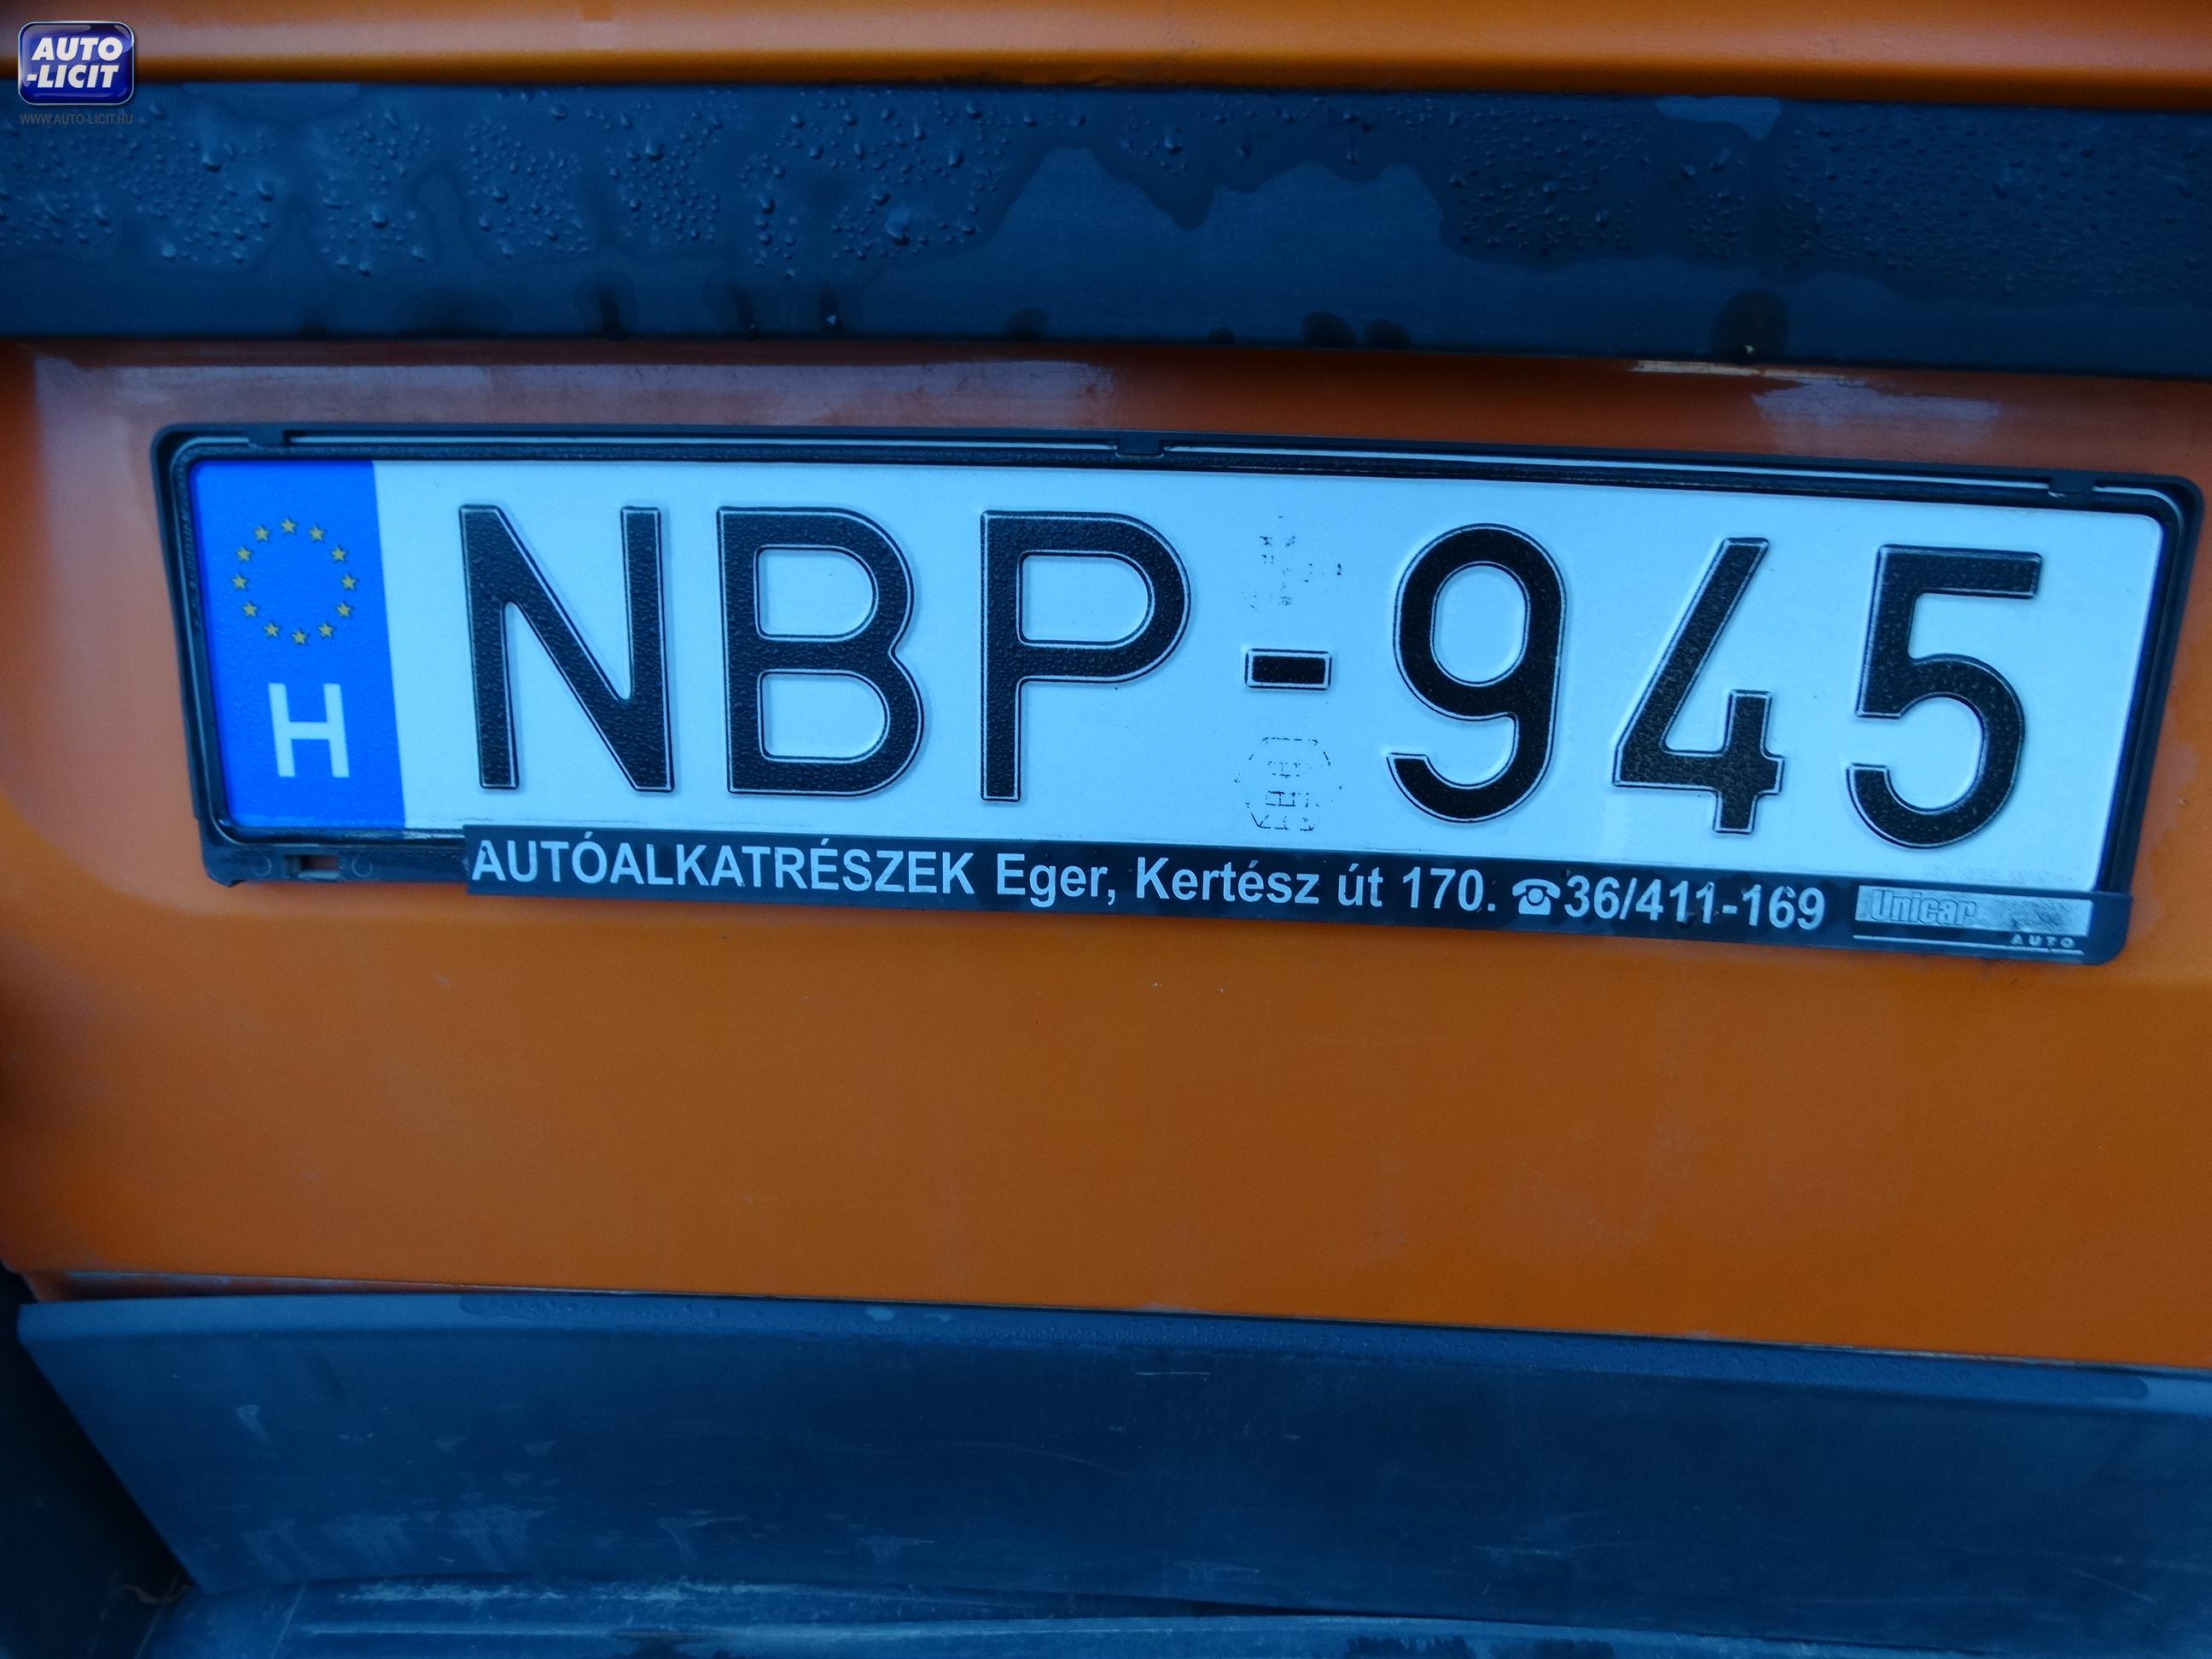 AUTO
-LICIT
WWW.AUTO-LICIT.HU
H
NBP-945
AUTÓALKATRÉSZEK Eger, Kertész út 170. ☎36/411-169
Unicar
AUTO